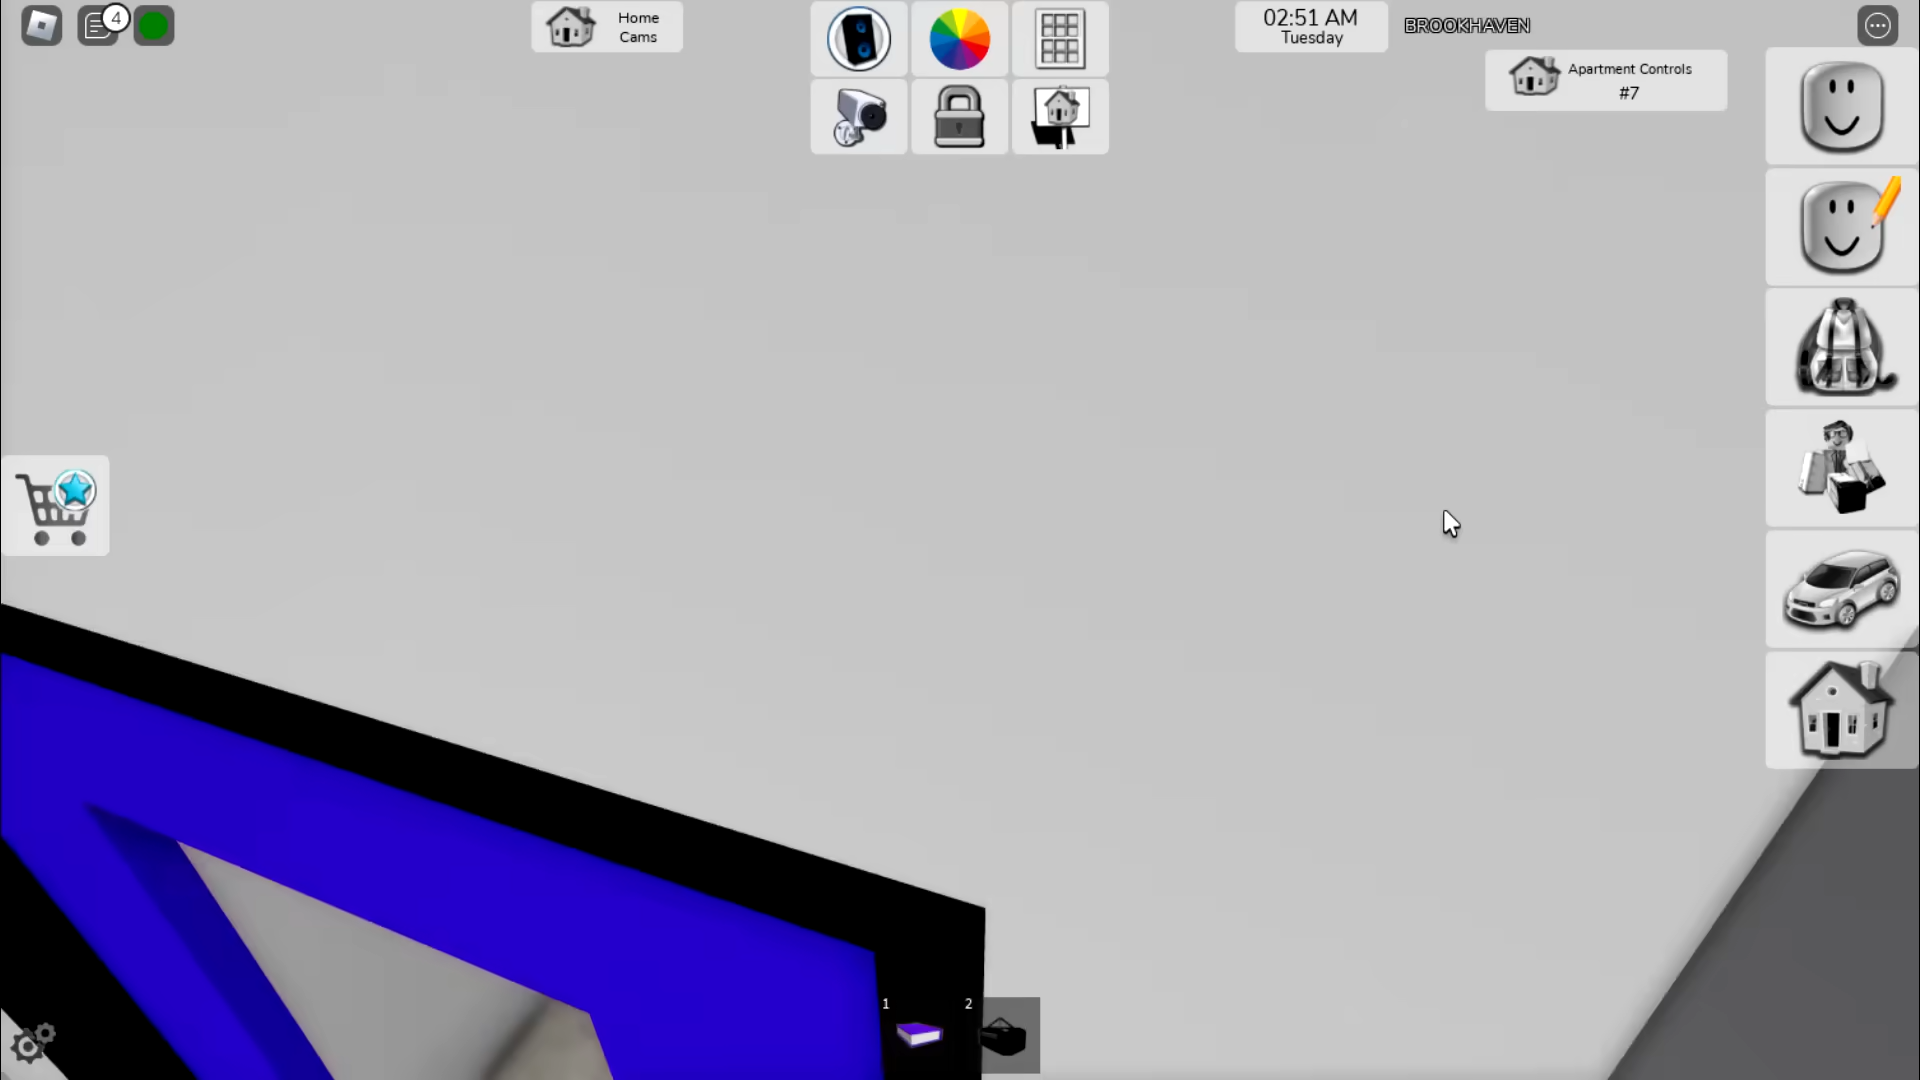 4
Home
Cams
02:51 AM
Tuesday
BROOKHAVEN
Apartment Controls
#7
1
2